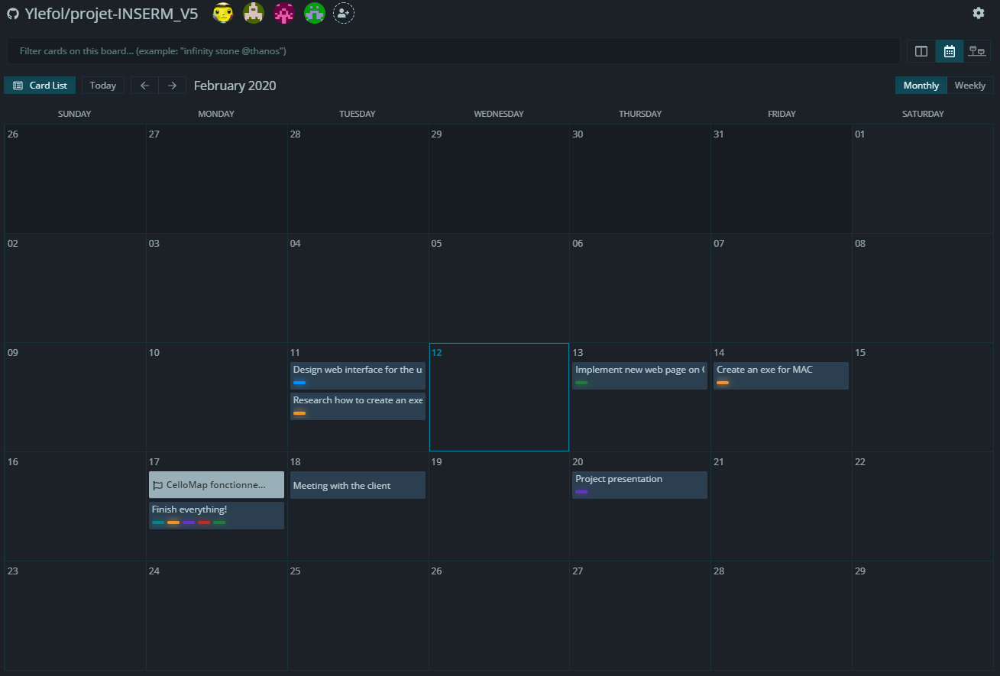 Ylefol/projet-INSERM_V5
Filter cards on this board... (example: "infinity stone @thanos")
Card List Today February 2020 Monthly Weekly
SUNDAY MONDAY TUESDAY WEDNESDAY THURSDAY FRIDAY SATURDAY
26 27 28 29 30 31 01
02 03 04 05 06 07 08
09 10 11 12 13 14 15
Design web interface for the u Implement new web page on Create an exe for MAC
Research how to create an exe
16 17 18 19 20 21 22
CelloMap fonctionne... Meeting with the client Project presentation
Finish everything!
23 24 25 26 27 28 29